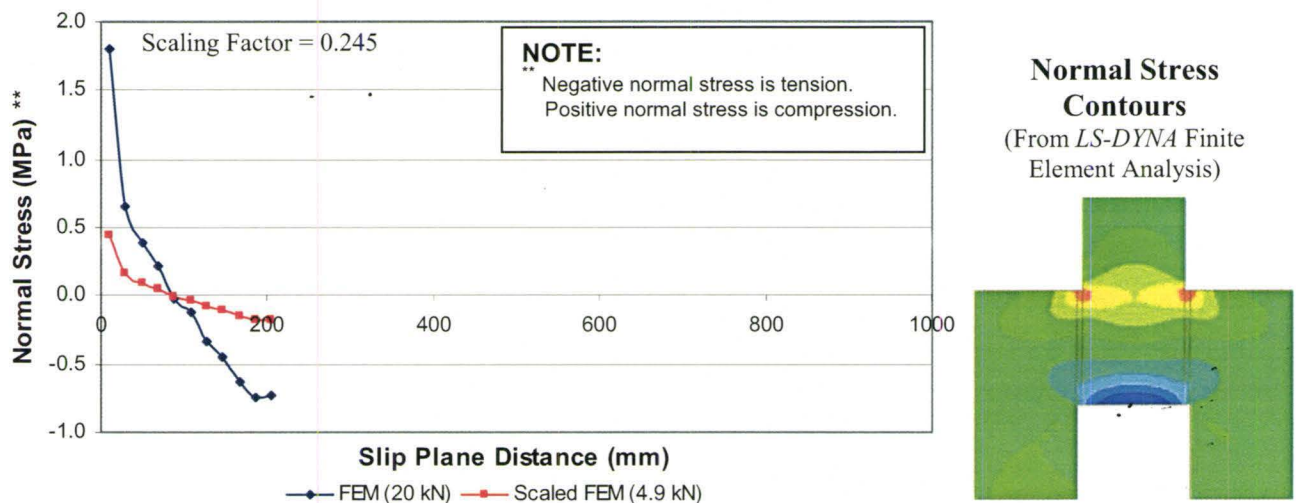 2.0
Scaling Factor = 0.245
NOTE:
** Negative normal stress is tension.
Positive normal stress is compression.
1.5
1.0
0.5
0.0
-0.5
-1.0
Normal Stress (MPa) **
0 200 400 600 800 1000
Slip Plane Distance (mm)
FEM (20 kN) Scaled FEM (4.9 kN)
Normal Stress
Contours
(From LS-DYNA Finite
Element Analysis)